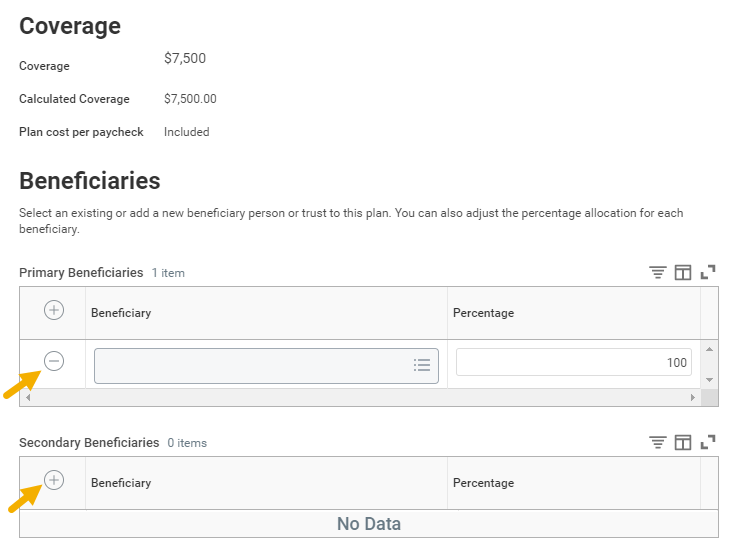 Coverage
Coverage $7,500
Calculated Coverage $7,500.00
Plan cost per paycheck Included
Beneficiaries
Select an existing or add a new beneficiary person or trust to this plan. You can also adjust the percentage allocation for each
beneficiary.
Primary Beneficiaries 1 item
Beneficiary Percentage
100
Secondary Beneficiaries 0 items
Beneficiary Percentage
No Data